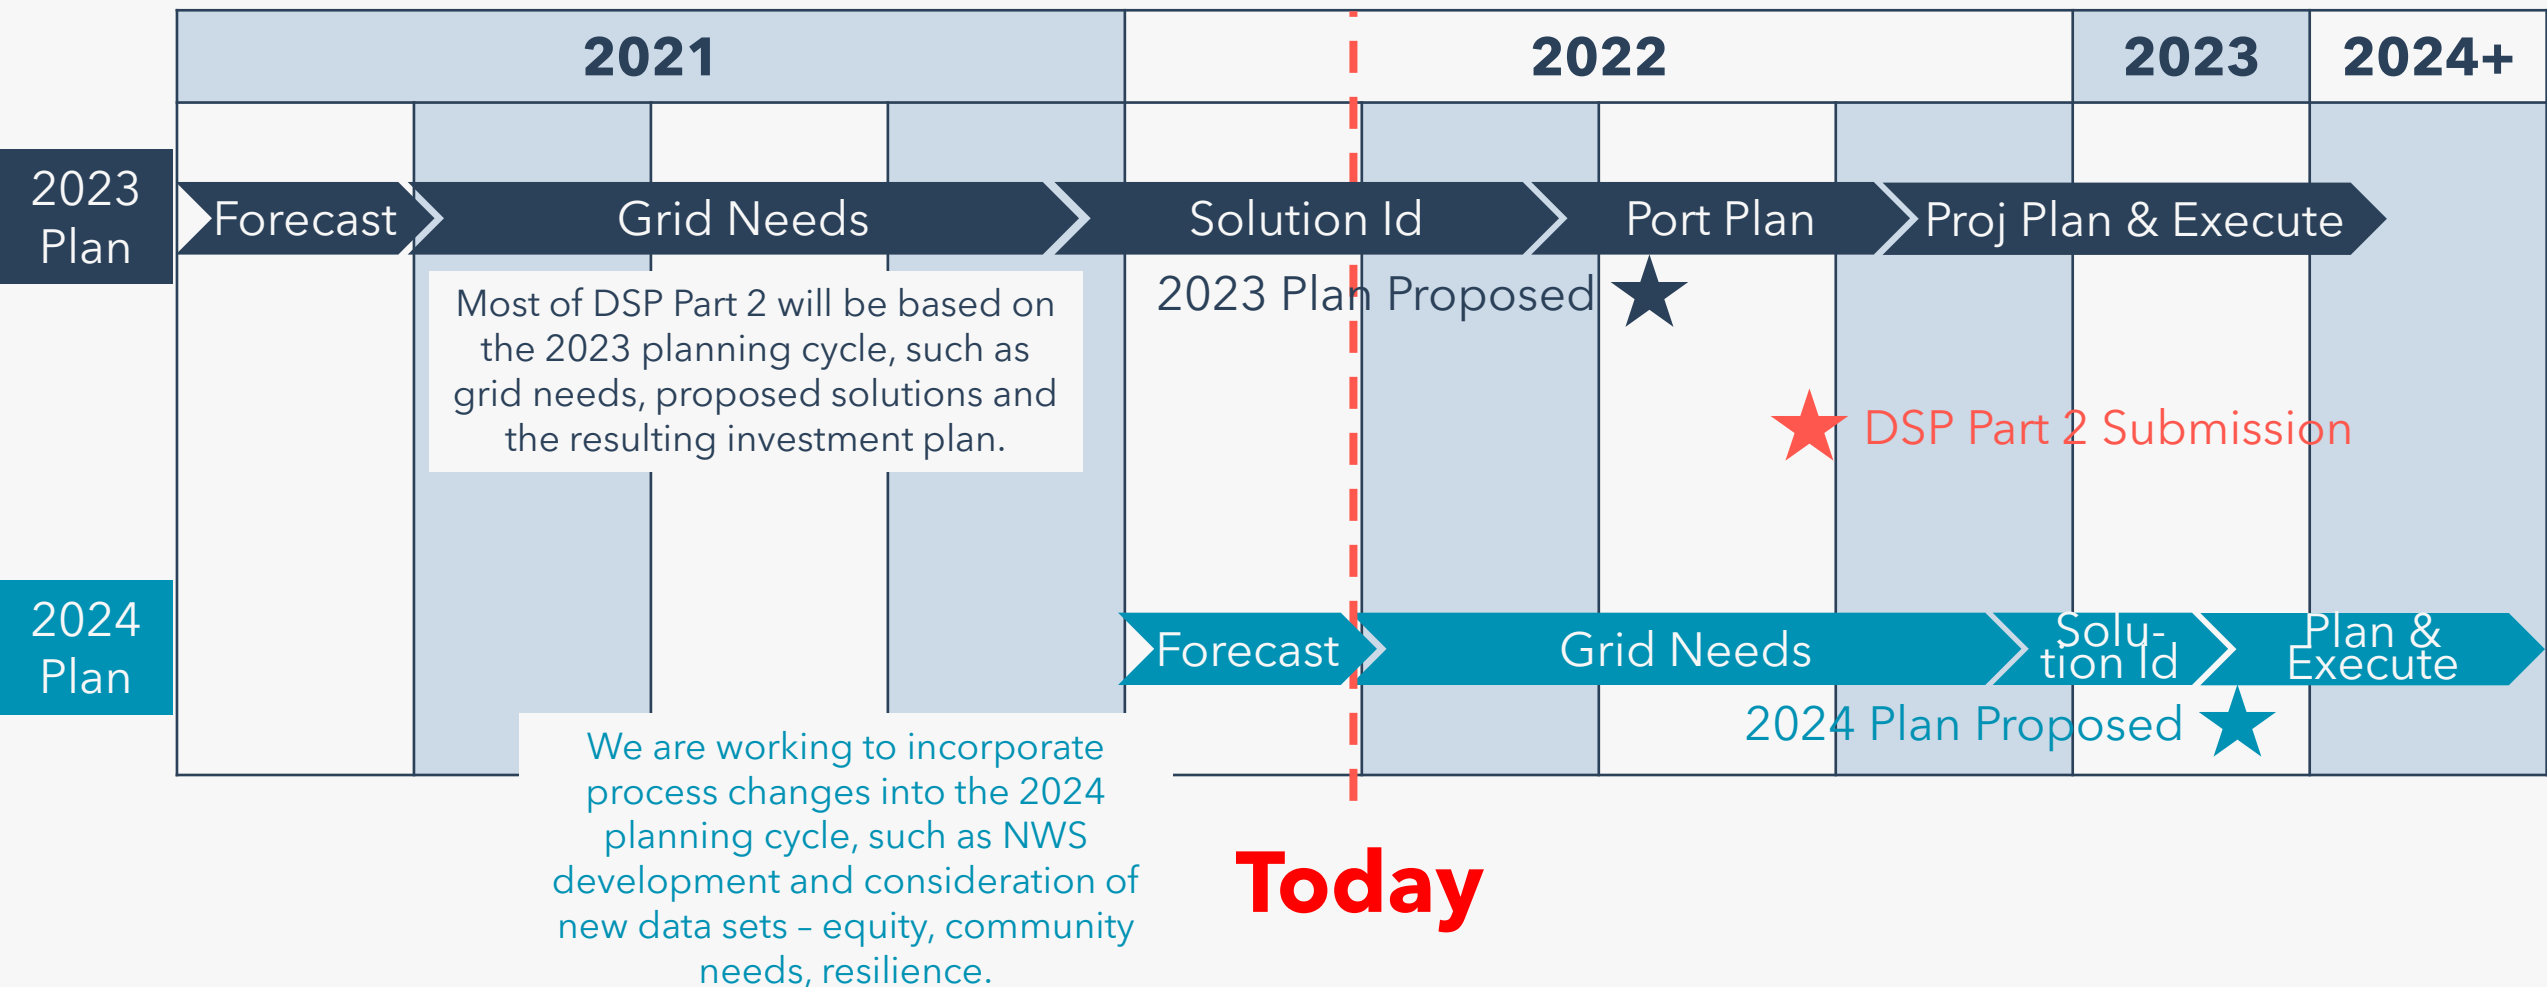 2021
2022
2023
2024+
2023
Plan
Forecast
Grid Needs
Solution Id
Port Plan
Proj Plan & Execute
2023 Plan Proposed
Most of DSP Part 2 will be based on
the 2023 planning cycle, such as
grid needs, proposed solutions and
the resulting investment plan.
DSP Part 2 Submission
2024
Plan
Forecast
Grid Needs
Solu-
tion Id
Plan &
Execute
2024 Plan Proposed
We are working to incorporate
process changes into the 2024
planning cycle, such as NWS
development and consideration of
new data sets – equity, community
needs, resilience.
Today